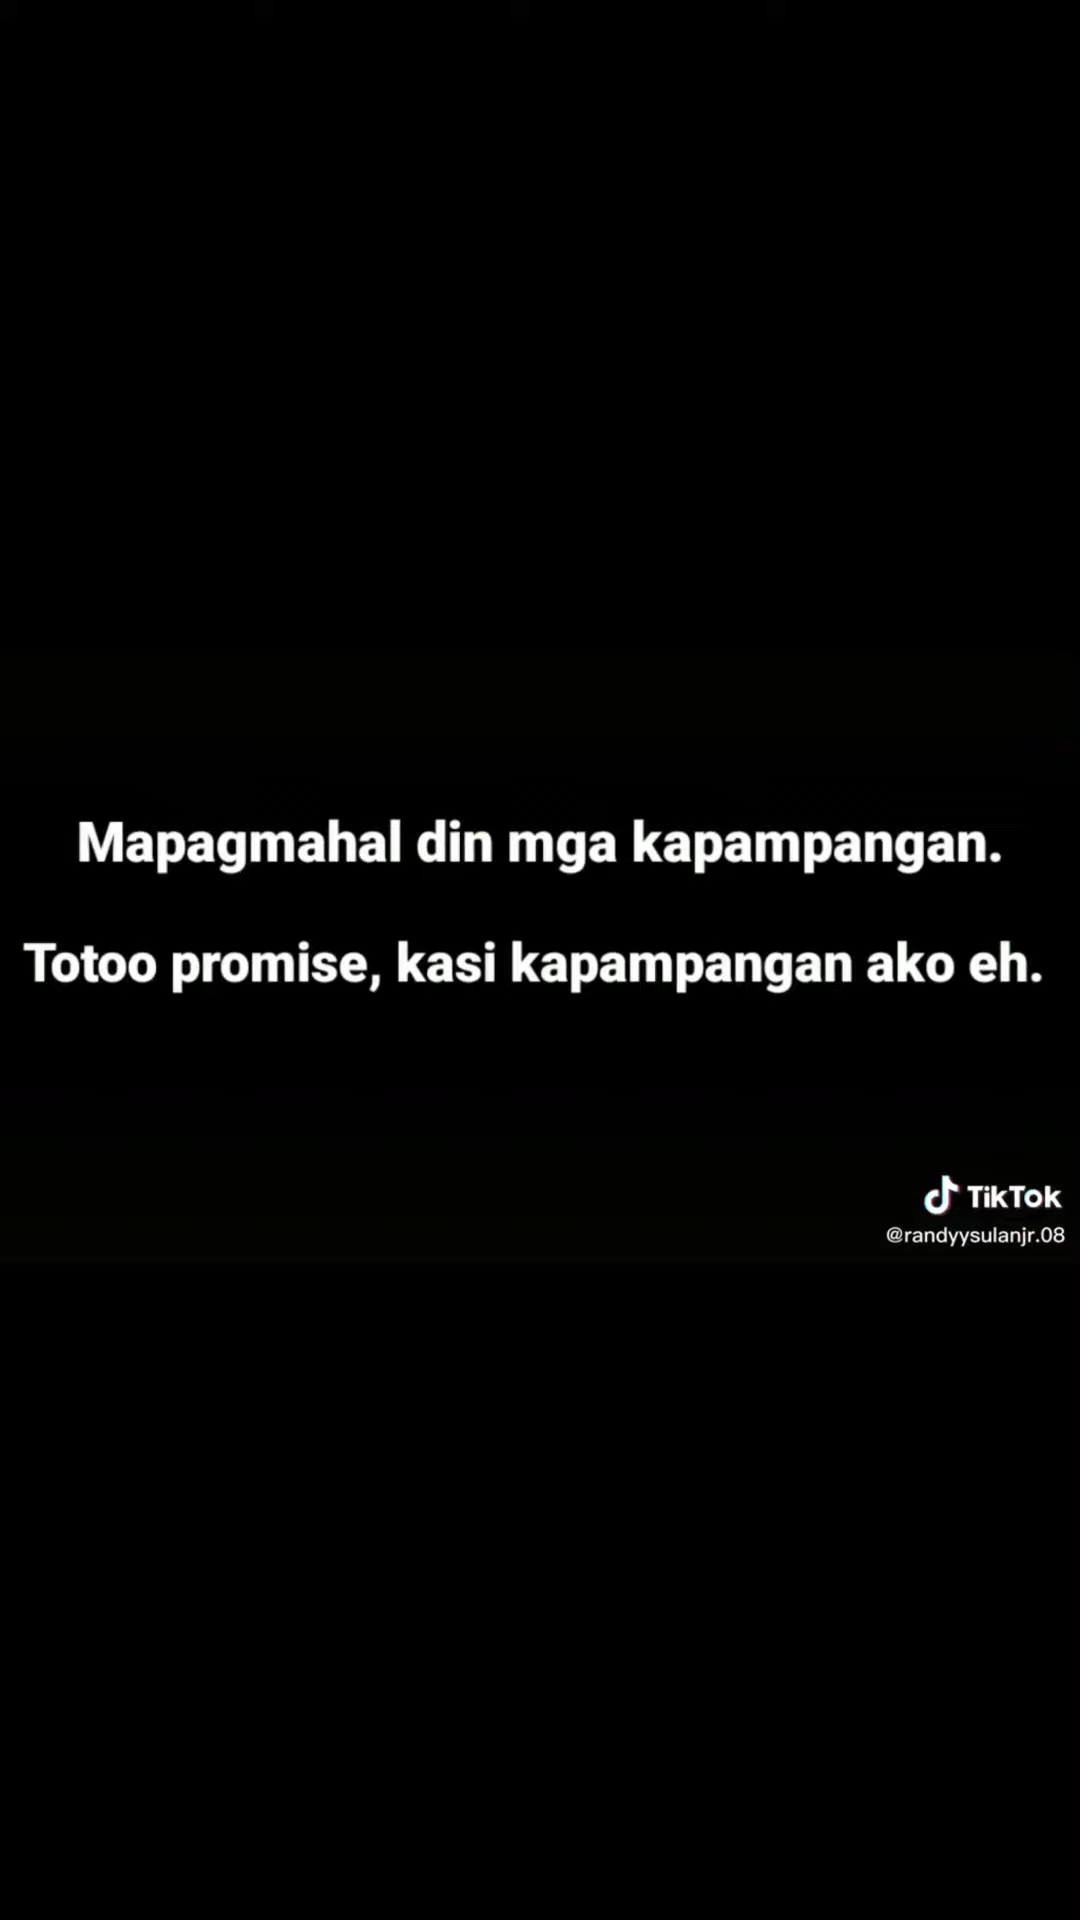 Mapagmahal din mga kapampangan.
Totoo promise, kasi kapampangan ako eh.
TikTok
@randyysulanjr.08